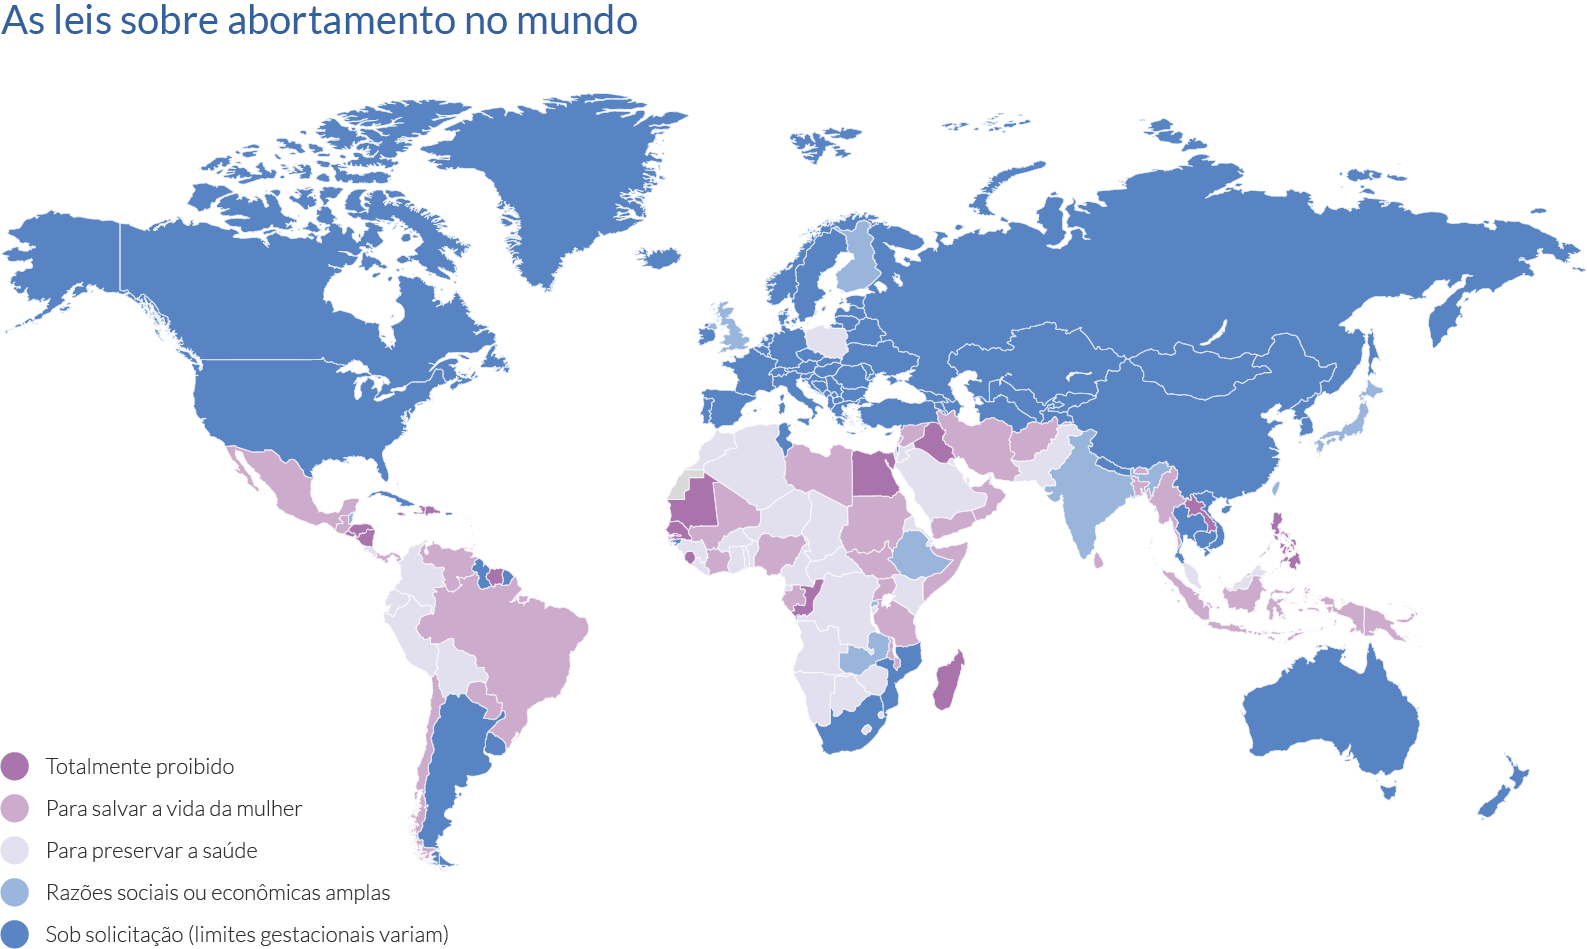 As leis sobre abortamento no mundo
Totalmente proibido
Para salvar a vida da mulher
Para preservar a saúde
Razões sociais ou econômicas amplas
Sob solicitação (limites gestacionais variam)